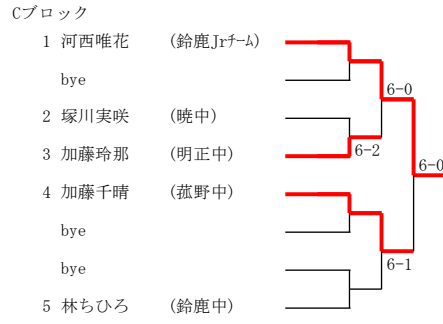 Cブロック
1 河西唯花 (鈴鹿Jrチーム)
bye
6-0
2 塚川実咲 (暁中)
3 加藤玲那 (明正中)
6-2
6-0
4 加藤千晴 (菰野中)
bye
bye
6-1
5 林ちひろ (鈴鹿中)